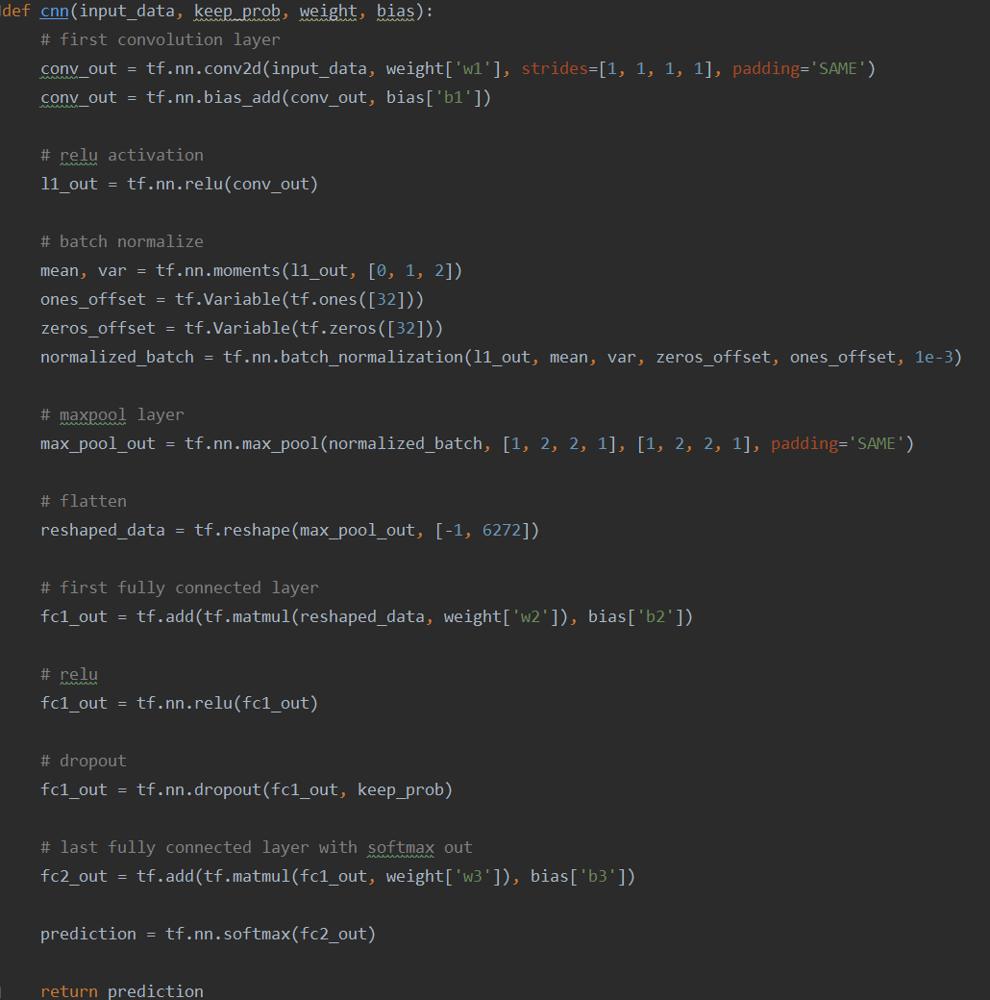 def cnn(input_data, keep_prob, weight, bias):
# first convolution layer
conv_out = tf.nn.conv2d(input_data, weight['w1'], strides=[1, 1, 1, 1], padding='SAME')
conv_out = tf.nn.bias_add(conv_out, bias['b1'])
# relu activation
l1_out = tf.nn.relu(conv_out)
# batch normalize
mean, var = tf.nn.moments(l1_out, [0, 1, 2])
ones_offset = tf.Variable(tf.ones([32]))
zeros_offset = tf.Variable(tf.zeros([32]))
normalized_batch = tf.nn.batch_normalization(l1_out, mean, var, zeros_offset, ones_offset, 1e-3)
# maxpool layer
max_pool_out = tf.nn.max_pool(normalized_batch, [1, 2, 2, 1], [1, 2, 2, 1], padding='SAME')
# flatten
reshaped_data = tf.reshape(max_pool_out, [-1, 6272])
# first fully connected layer
fc1_out = tf.add(tf.matmul(reshaped_data, weight['w2']), bias['b2'])
# relu
fc1_out = tf.nn.relu(fc1_out)
# dropout
fc1_out = tf.nn.dropout(fc1_out, keep_prob)
# last fully connected layer with softmax out
fc2_out = tf.add(tf.matmul(fc1_out, weight['w3']), bias['b3'])
prediction = tf.nn.softmax(fc2_out)
return prediction